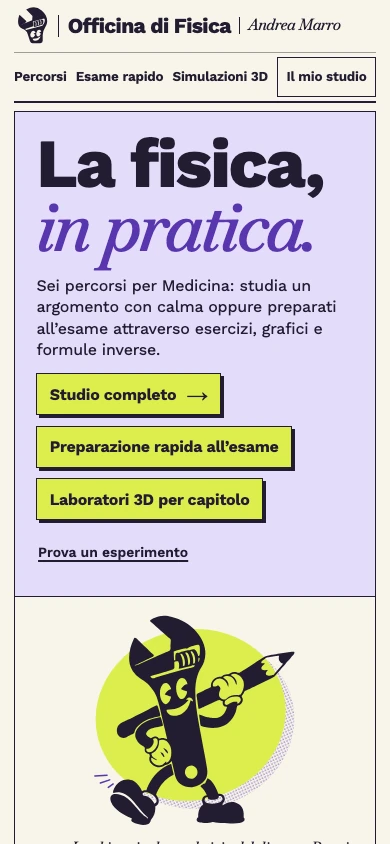 Officina di Fisica Andrea Marro
Percorsi Esame rapido Simulazioni 3D Il mio studio
La fisica,
in pratica.
Sei percorsi per Medicina: studia un
argomento con calma oppure preparati
all’esame attraverso esercizi, grafici e
formule inverse.
Studio completo →
Preparazione rapida all’esame
Laboratori 3D per capitolo
Prova un esperimento